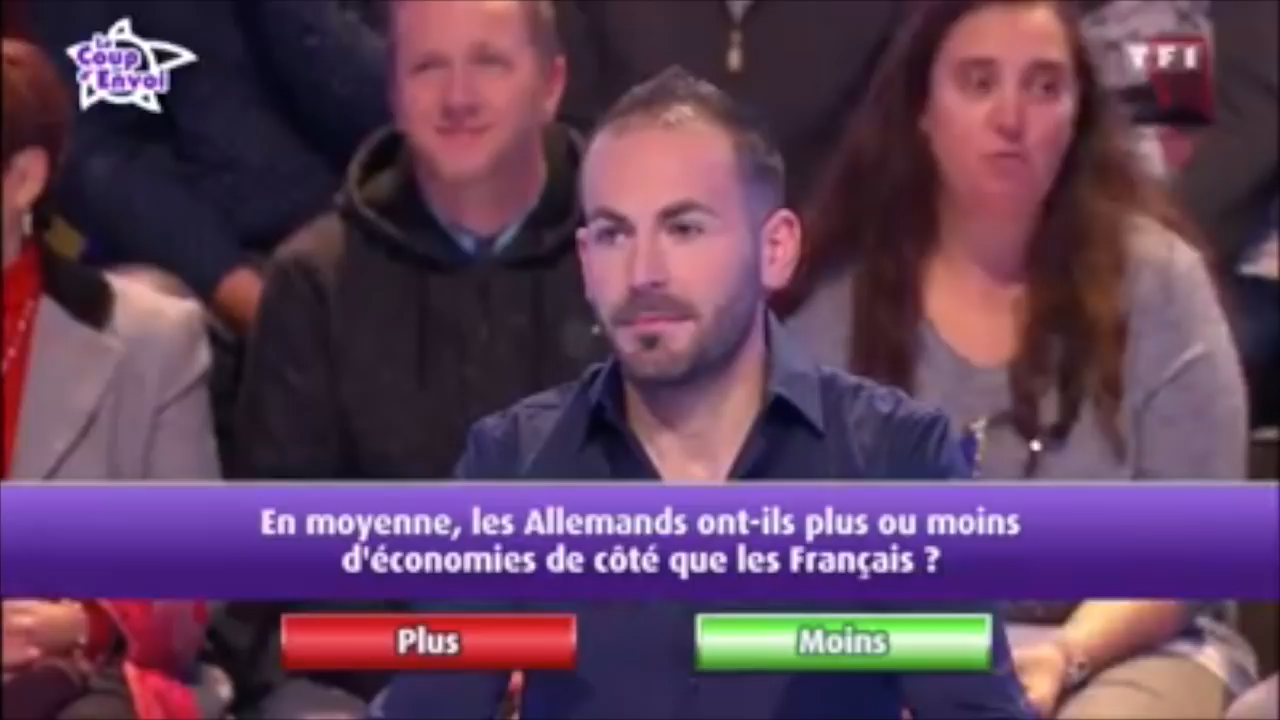 Le
Coup
d'Envoi
TF1
En moyenne, les Allemands ont-ils plus ou moins
d'économies de côté que les Français ?
Plus
Moins